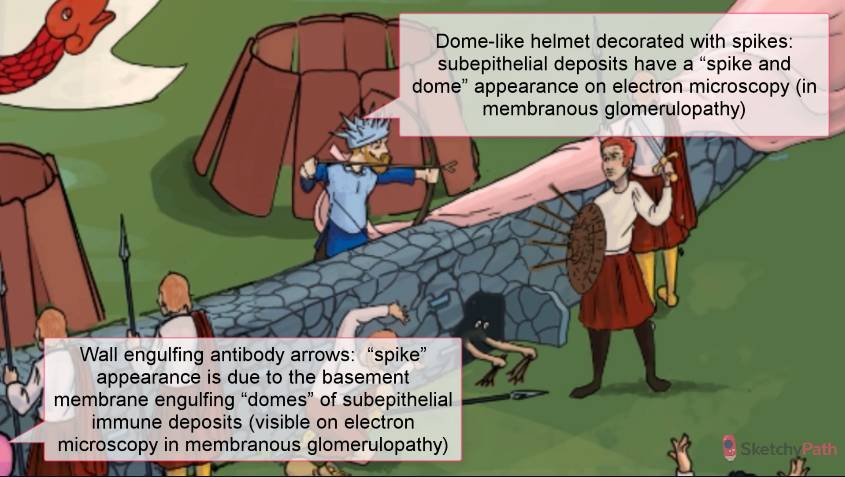 Dome-like helmet decorated with spikes:
subepithelial deposits have a “spike and
dome” appearance on electron microscopy (in
membranous glomerulopathy)
Wall engulfing antibody arrows:  “spike”
appearance is due to the basement
membrane engulfing “domes” of subepithelial
immune deposits (visible on electron
microscopy in membranous glomerulopathy)
SketchyPath